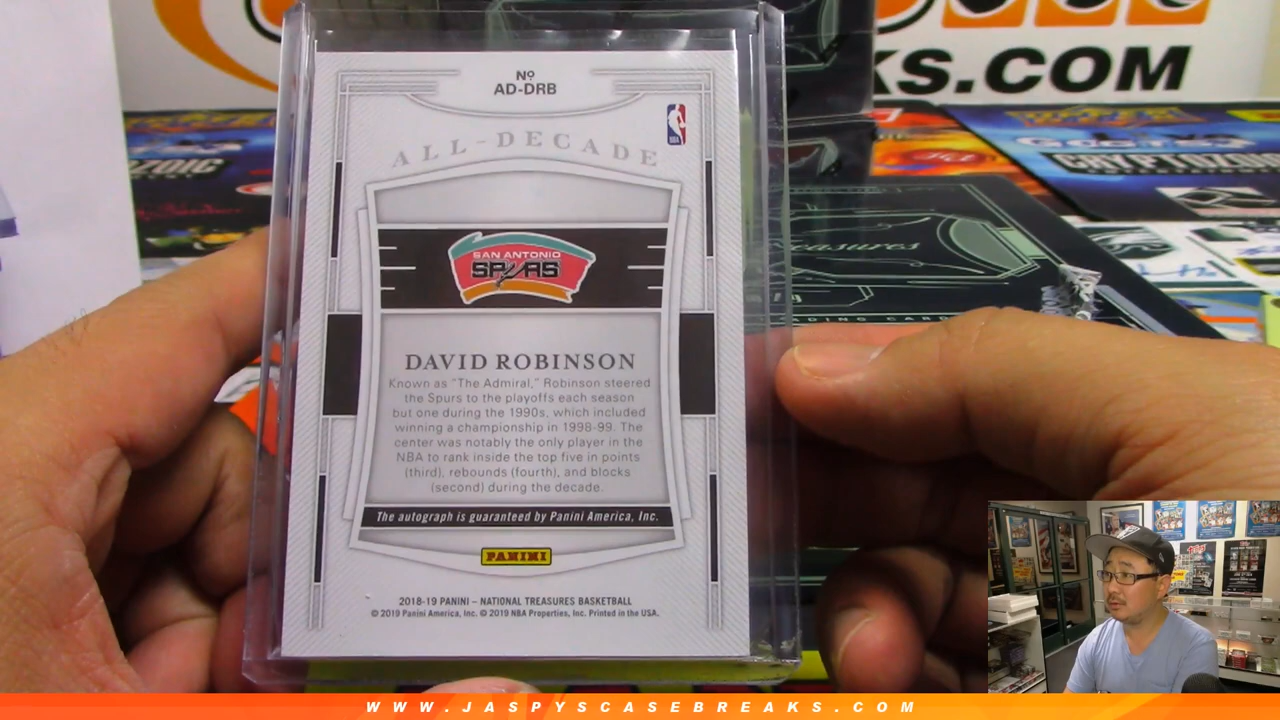 KS.COM
Nº
AD-DRB
ALL-DECADE
NBA
SAN ANTONIO
SPURS
DAVID ROBINSON
Known as "The Admiral," Robinson steered
the Spurs to the playoffs each season
but one during the 1990s, which included
winning a championship in 1998-99. The
center was notably the only player in the
NBA to rank inside the top five in points
(third), rebounds (fourth), and blocks
(second) during the decade.
The autograph is guaranteed by Panini America, Inc.
PANINI
2018-19 PANINI – NATIONAL TREASURES BASKETBALL
© 2019 Panini America, Inc. © 2019 NBA Properties, Inc. Printed in the USA.
OZOIC
CRYPTOZOIC
WWW.JASPYSCASEBREAKS.COM